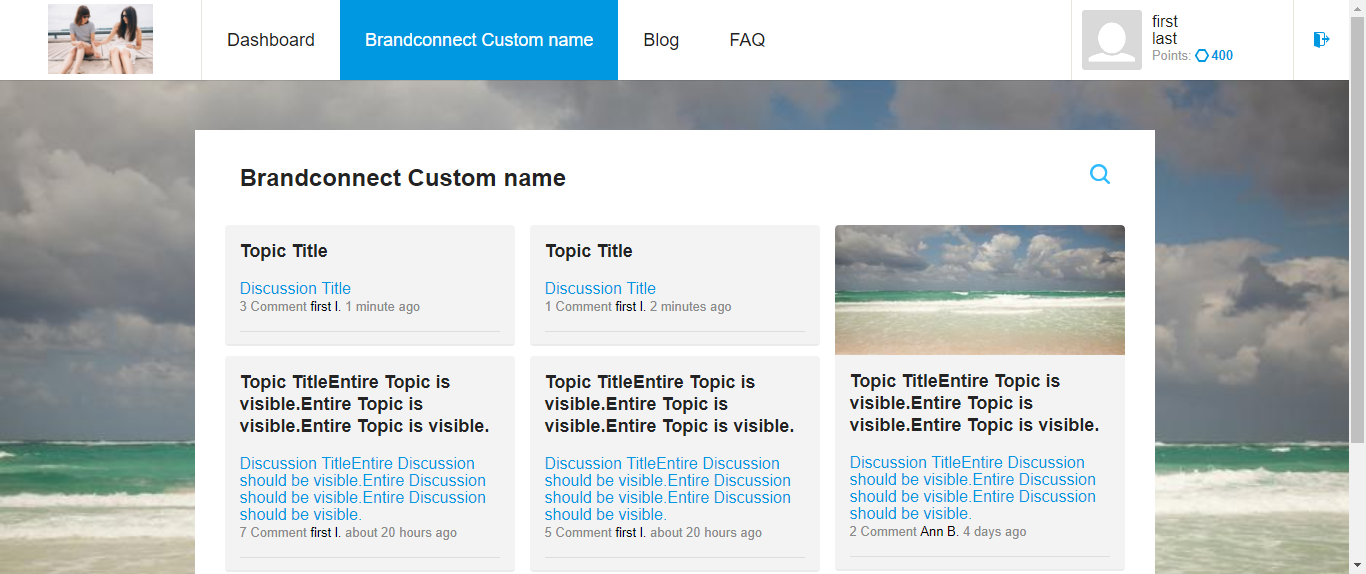 Dashboard
Brandconnect Custom name
Blog
FAQ
first
last
Points: 400
Brandconnect Custom name
Topic Title
Discussion Title
3 Comment first l. 1 minute ago
Topic Title
Discussion Title
1 Comment first l. 2 minutes ago
Topic TitleEntire Topic is
visible.Entire Topic is
visible.Entire Topic is visible.
Discussion TitleEntire Discussion
should be visible.Entire Discussion
should be visible.Entire Discussion
should be visible.
7 Comment first l. about 20 hours ago
Topic TitleEntire Topic is
visible.Entire Topic is
visible.Entire Topic is visible.
Discussion TitleEntire Discussion
should be visible.Entire Discussion
should be visible.Entire Discussion
should be visible.
5 Comment first l. about 20 hours ago
Topic TitleEntire Topic is
visible.Entire Topic is
visible.Entire Topic is visible.
Discussion TitleEntire Discussion
should be visible.Entire Discussion
should be visible.Entire Discussion
should be visible.
2 Comment Ann B. 4 days ago